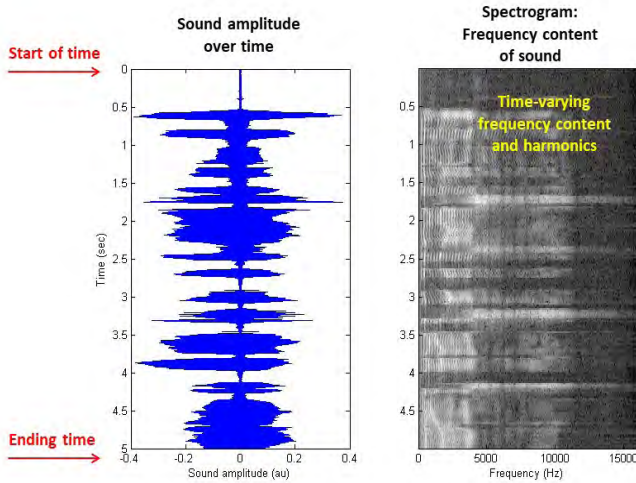 Sound amplitude
over time
Spectrogram:
Frequency content
of sound
Start of time
0
0.5
1
1.5
2
2.5
3
3.5
4
4.5
5
Time (sec)
-0.4
-0.2
0
0.2
0.4
Sound amplitude (au)
Ending time
Time-varying
frequency content
and harmonics
0.5
1
1.5
2
2.5
3
3.5
4
4.5
0
5000
10000
15000
Frequency (Hz)